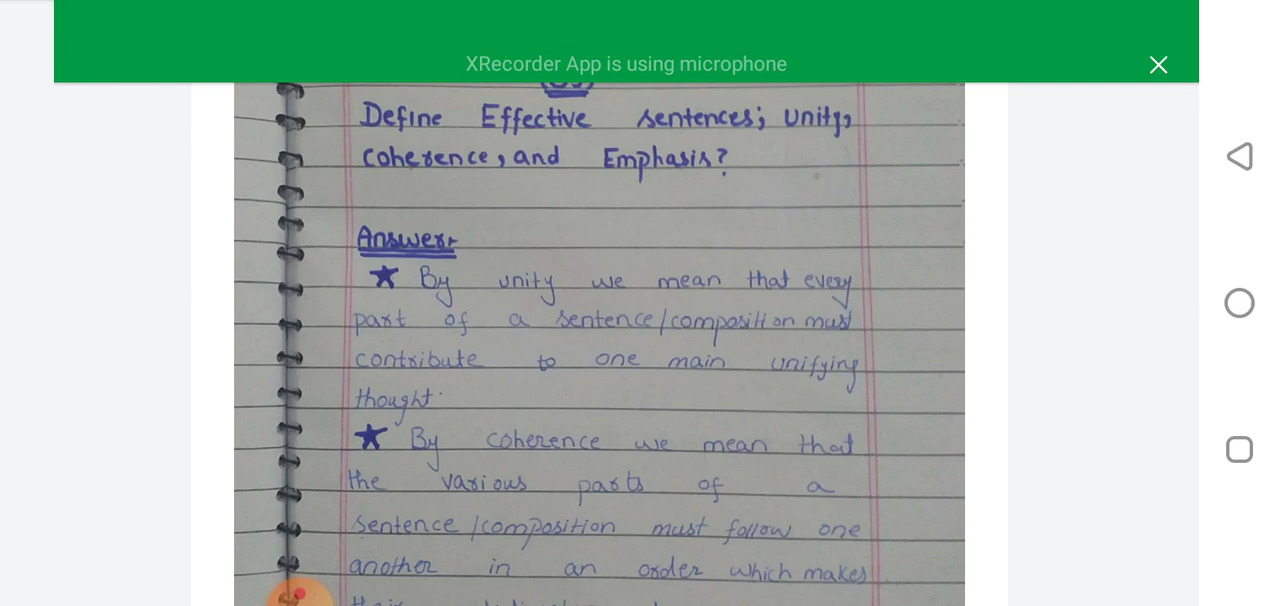 XRecorder App is using microphone
Define Effective sentences; unity,
coherence, and Emphasis?
Answer:-
★ By unity we mean that every
part of a sentence/composition must
contribute to one main unifying
thought.
★ By coherence we mean that
the various parts of a
sentence/composition must follow one
another in an order which makes